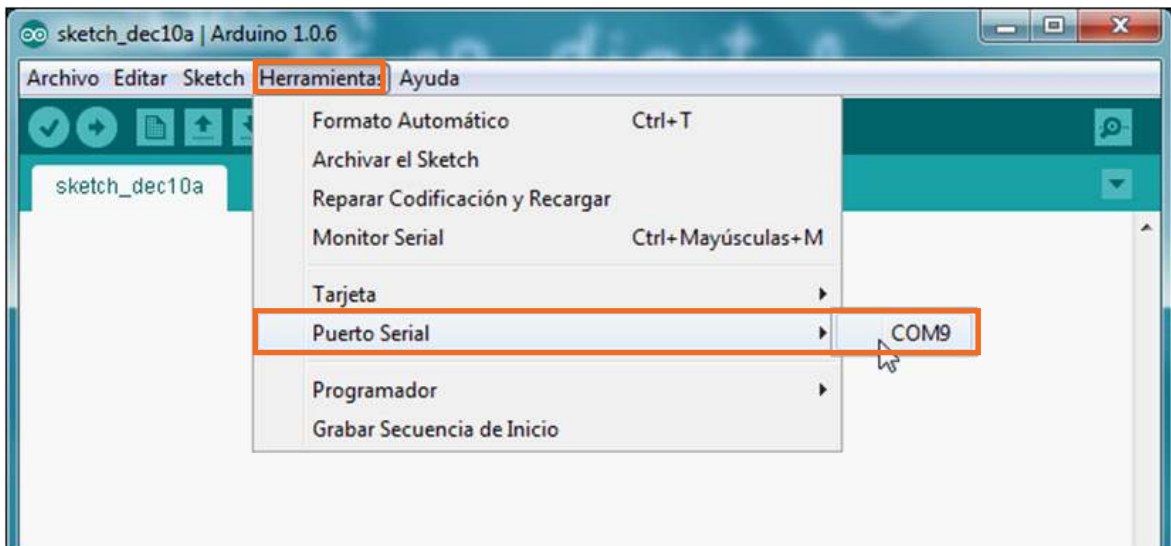 sketch_dec10a | Arduino 1.0.6
Archivo Editar Sketch Herramientas Ayuda
Formato Automático Ctrl+T
Archivar el Sketch
sketch_dec10a
Reparar Codificación y Recargar
Monitor Serial Ctrl+Mayúsculas+M
Tarjeta
Puerto Serial COM9
Programador
Grabar Secuencia de Inicio